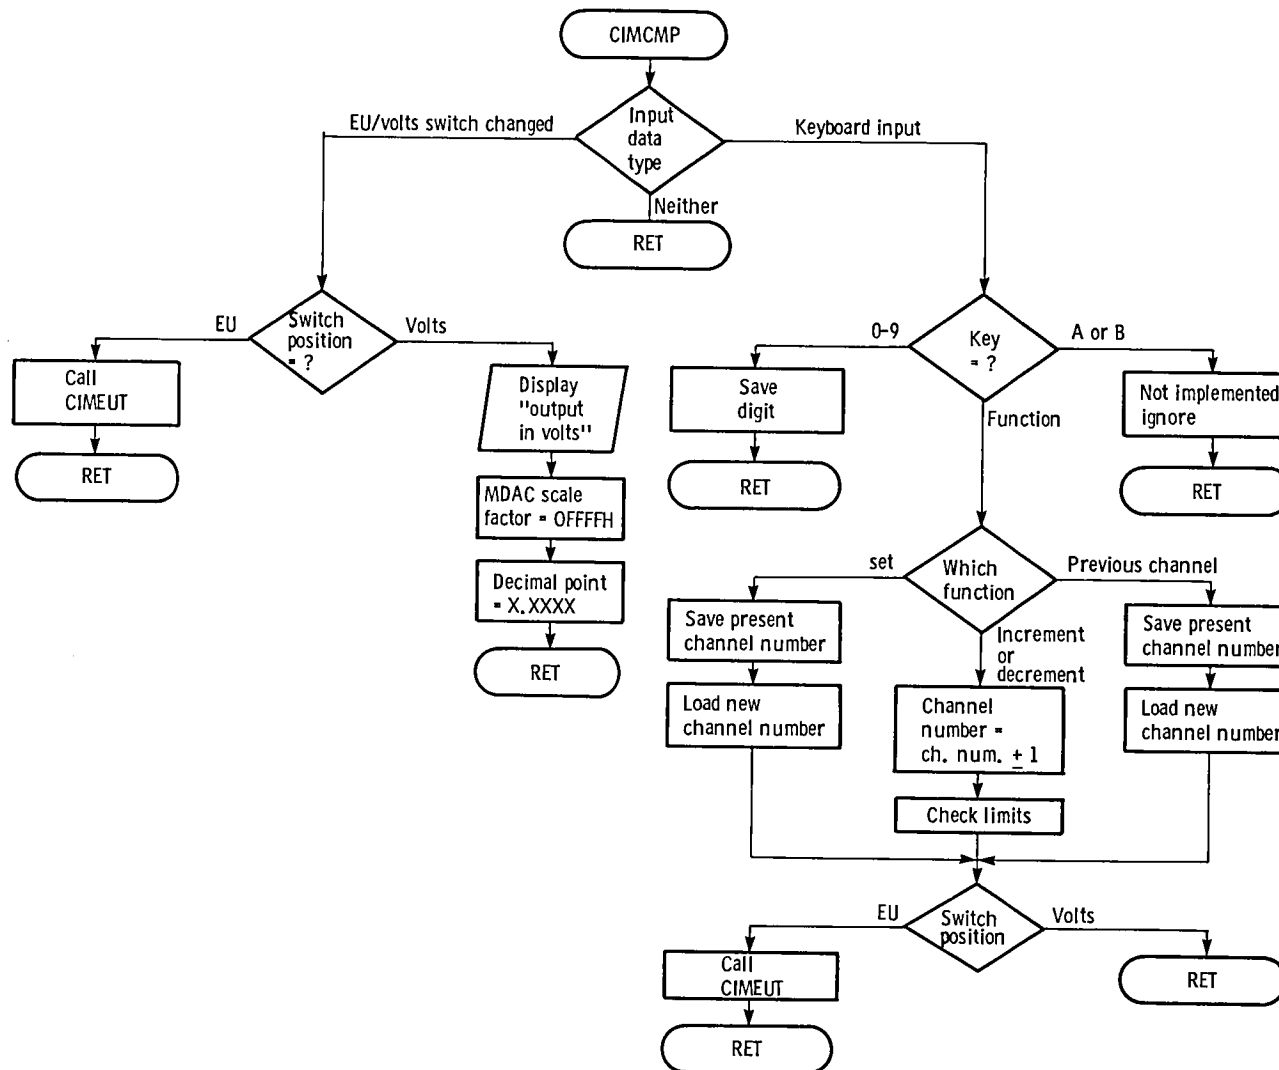 CIMCMP
Input
data
type
EU/volts switch changed
Keyboard input
Neither
RET
Switch
position
= ?
EU
Volts
Call
CIMEUT
RET
Display
"output
in volts"
MDAC scale
factor = 0FFFFH
Decimal point
= X.XXXX
RET
Key
= ?
0-9
A or B
Function
Save
digit
RET
Not implemented
ignore
RET
Which
function
set
Previous channel
Increment
or
decrement
Save present
channel number
Load new
channel number
Channel
number =
ch. num. ± 1
Check limits
Save present
channel number
Load new
channel number
Switch
position
EU
Volts
Call
CIMEUT
RET
RET